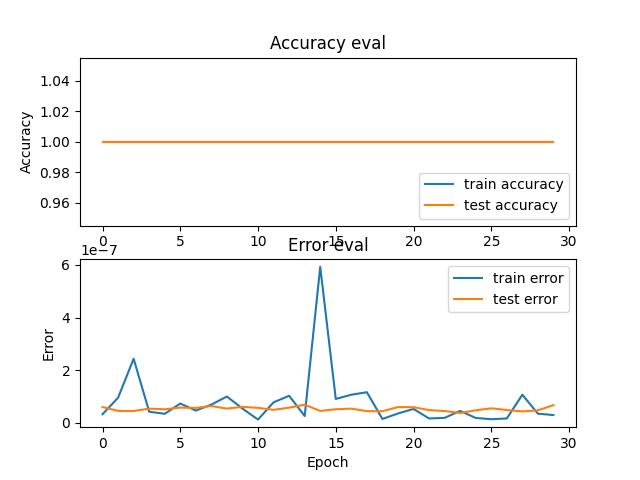 Accuracy eval
1.04
1.02
1.00
0.98
0.96
Accuracy
train accuracy
test accuracy
0 5 10 15 20 25 30
Error eval
1e−7
6
4
2
0
Error
train error
test error
0 5 10 15 20 25 30
Epoch